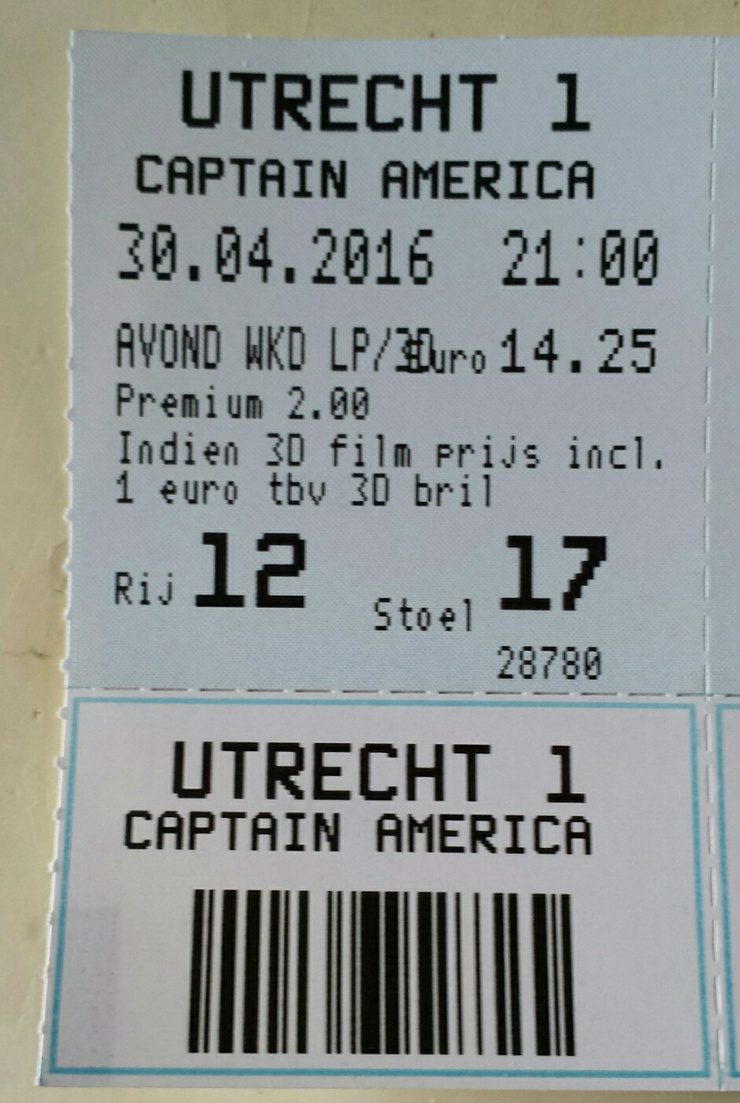 UTRECHT 1
CAPTAIN AMERICA
30.04.2016 21:00
AVOND WKD LP/3D Euro 14.25
Premium 2.00
Indien 3D film prijs incl.
1 euro tbv 3D bril
Rij 12 Stoel 17
28780
UTRECHT 1
CAPTAIN AMERICA